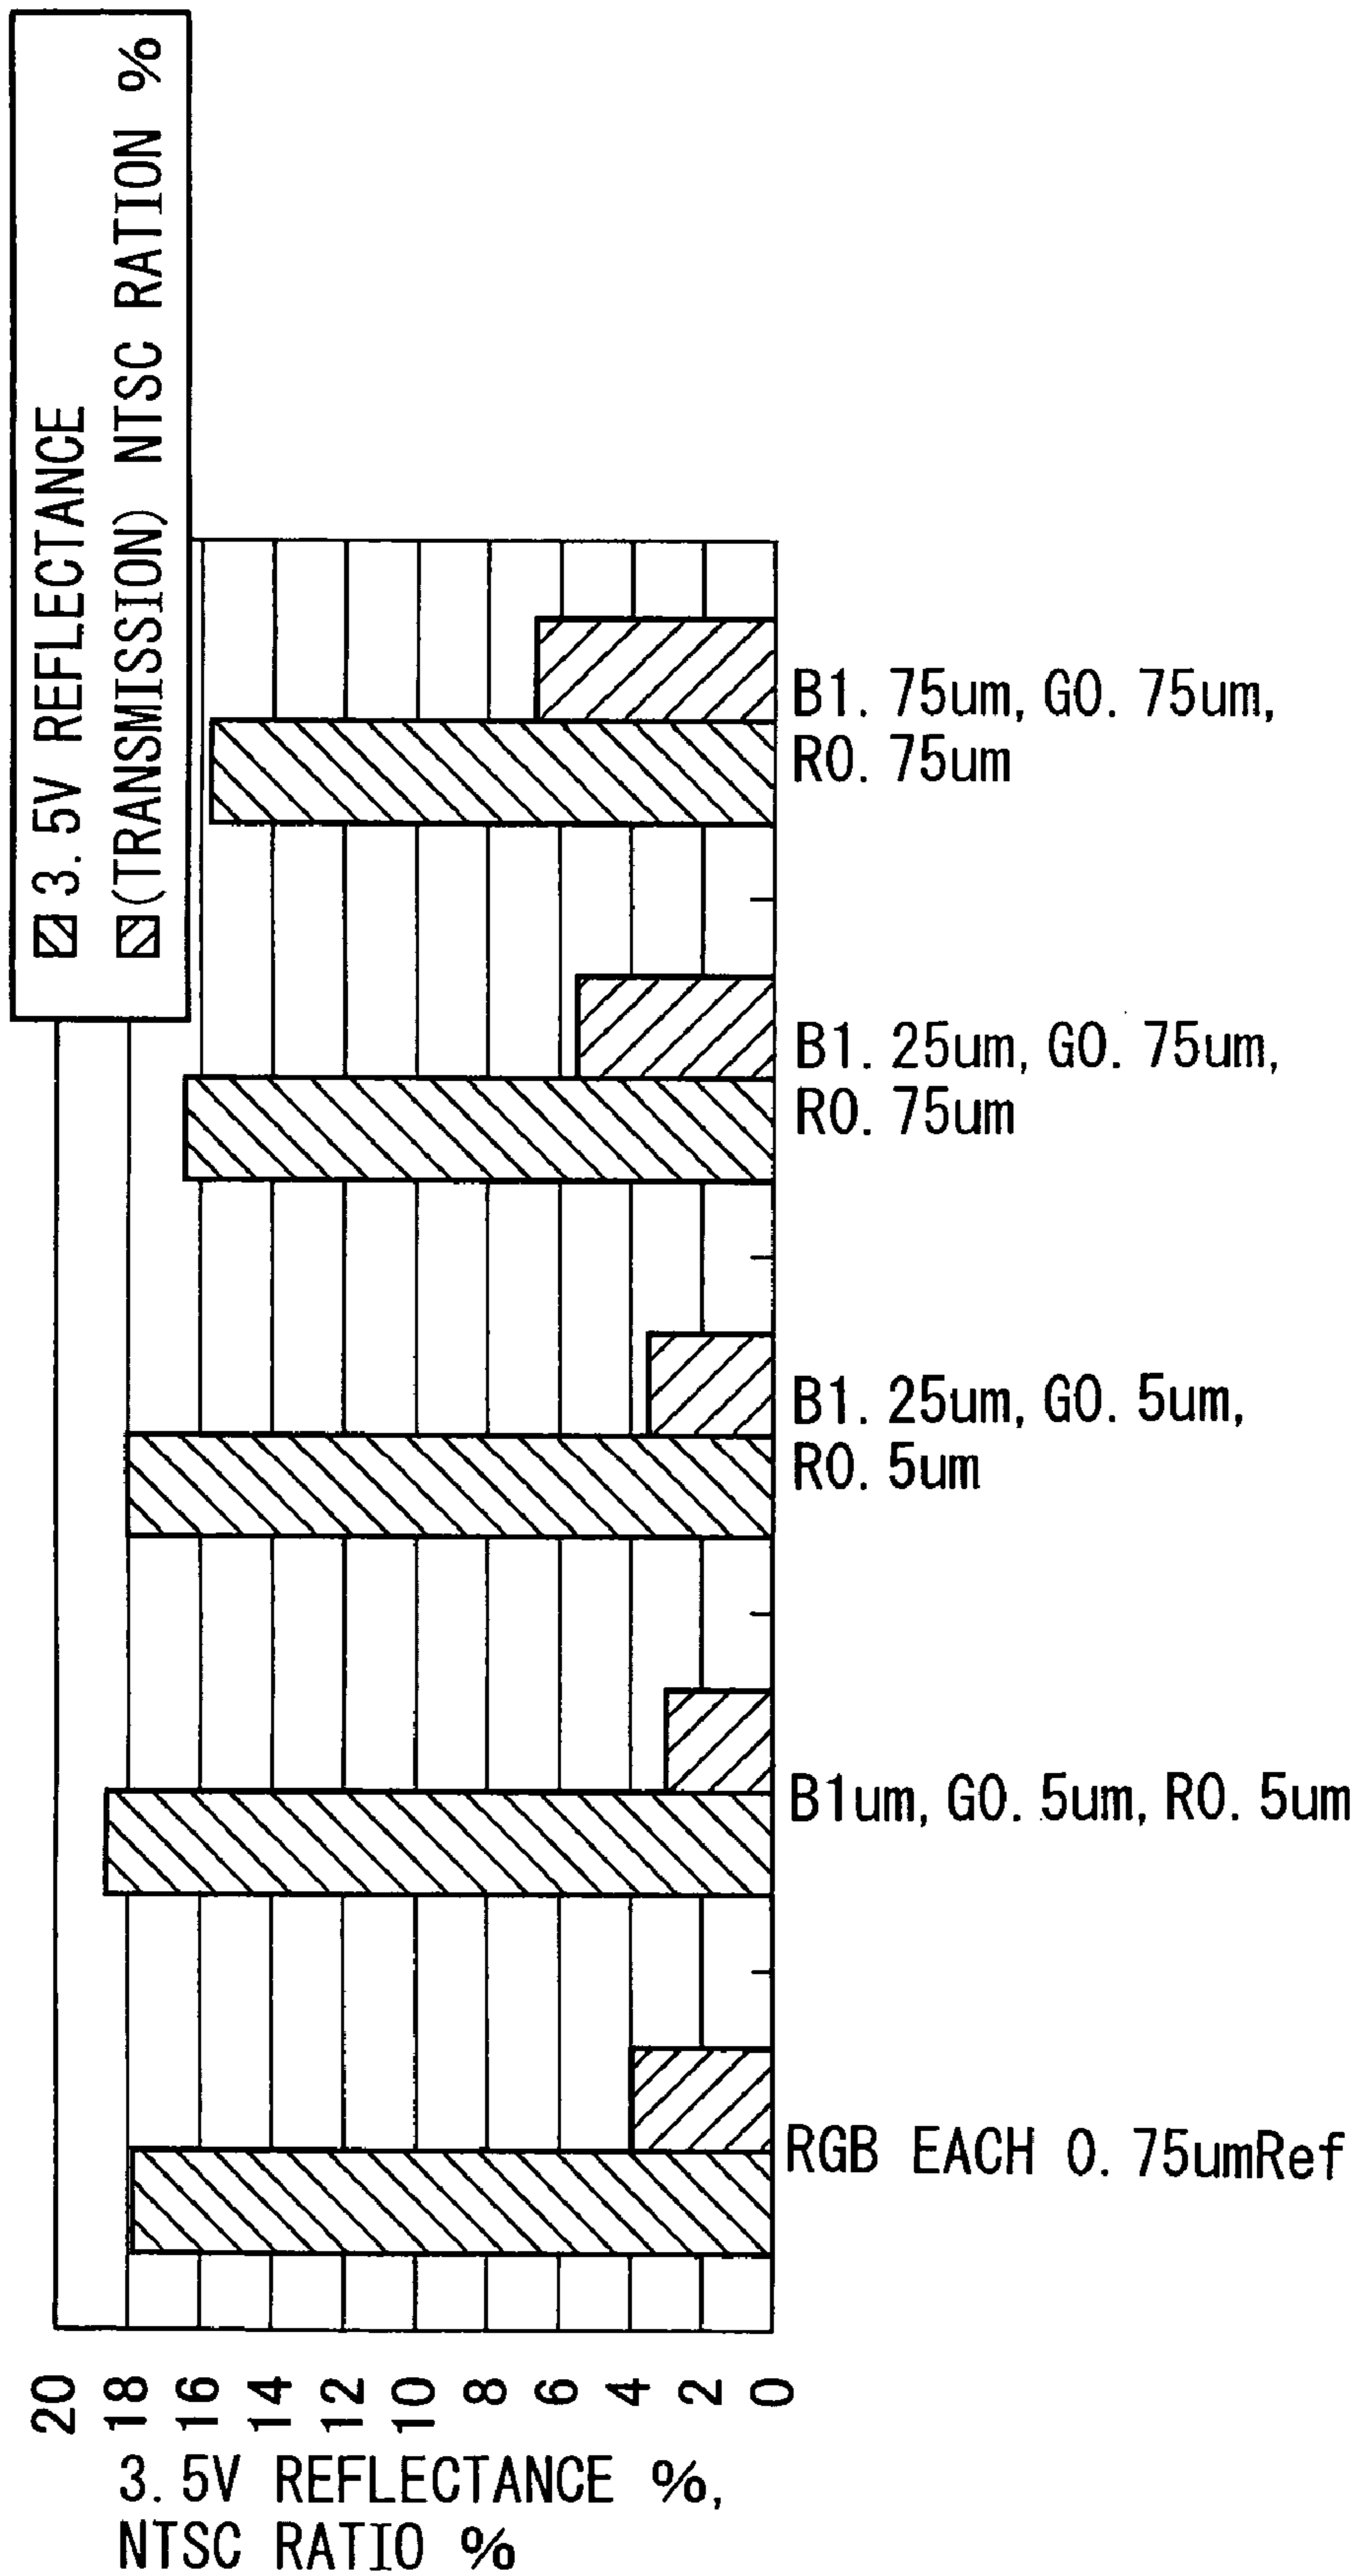 3.5V REFLECTANCE
(TRANSMISSION) NTSC RATION %
20
18
16
14
12
10
8
6
4
2
0
3.5V REFLECTANCE %,
NTSC RATIO %
RGB EACH 0.75umRef
B1um, G0.5um, R0.5um
B1.25um, G0.5um,
R0.5um
B1.25um, G0.75um,
R0.75um
B1.75um, G0.75um,
R0.75um